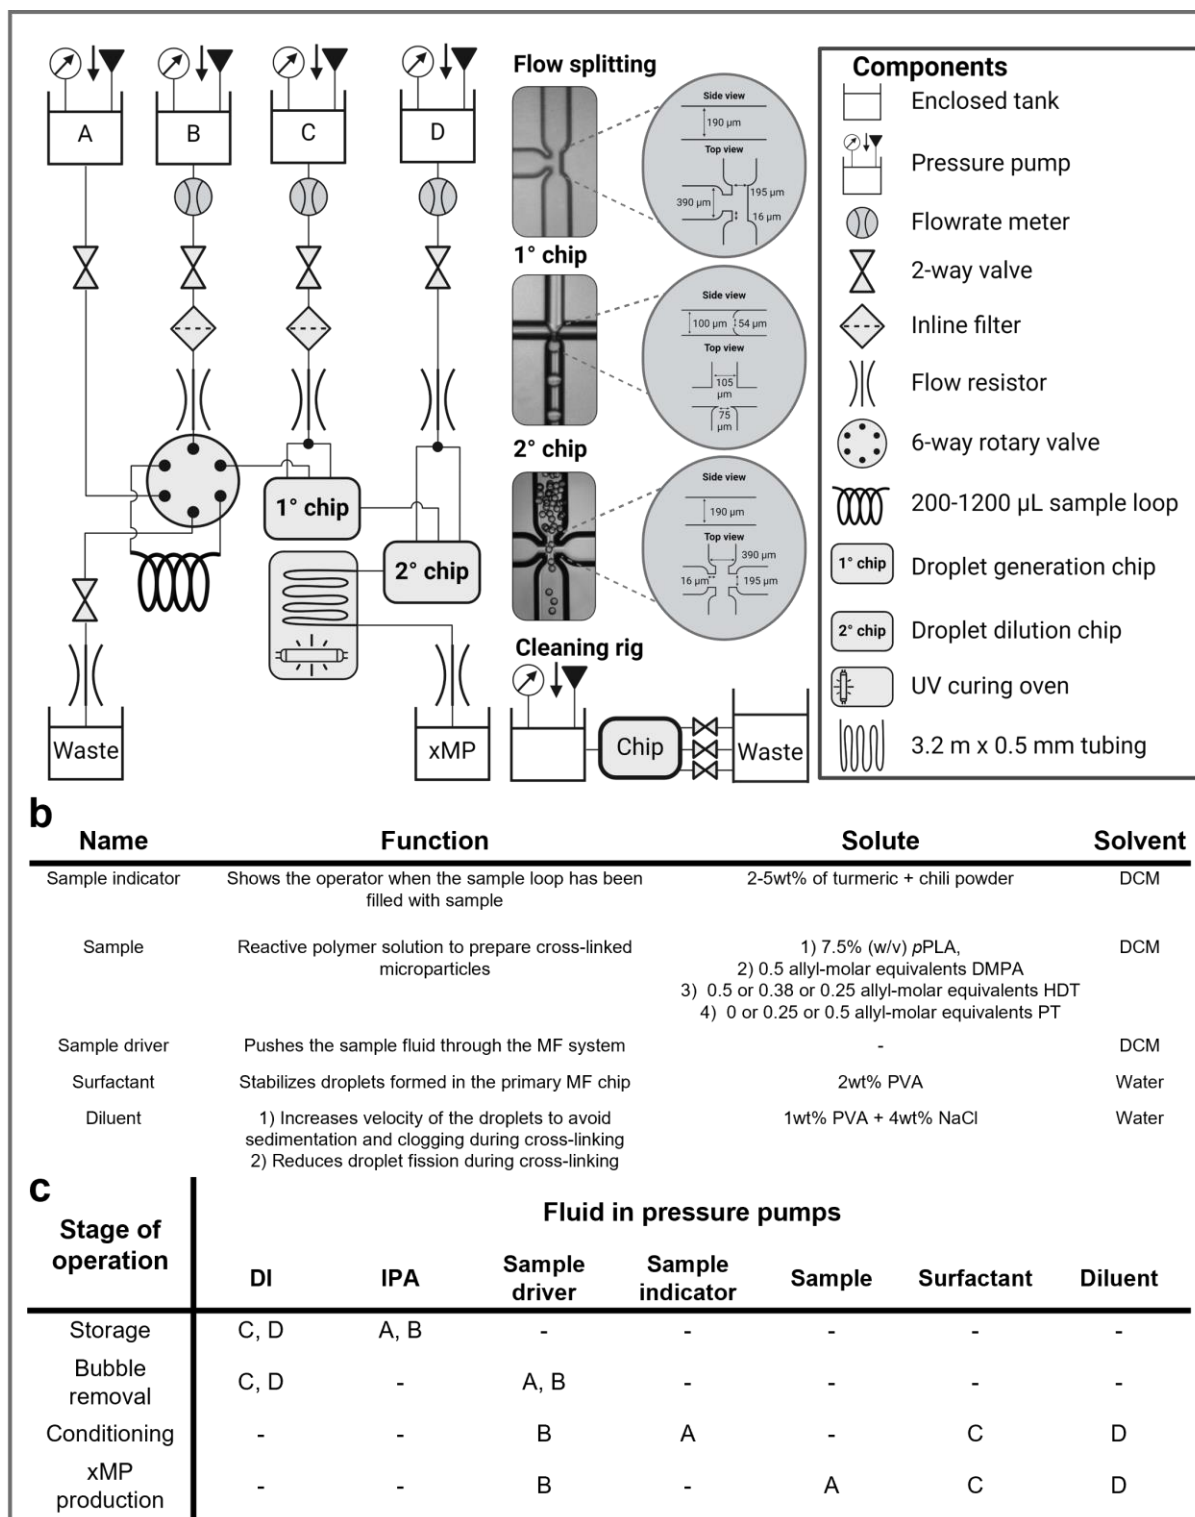 A
B
C
D
1° chip
2° chip
Waste
xMP
Flow splitting
Side view
190 µm
Top view
390 µm
195 µm
16 µm
1° chip
Side view
100 µm
54 µm
Top view
105
µm
75
µm
2° chip
Side view
190 µm
Top view
390 µm
16 µm
195 µm
Cleaning rig
Chip
Waste
Components
Enclosed tank
Pressure pump
Flowrate meter
2-way valve
Inline filter
Flow resistor
6-way rotary valve
200-1200 µL sample loop
1° chip
Droplet generation chip
2° chip
Droplet dilution chip
UV curing oven
3.2 m x 0.5 mm tubing
b
Name Function Solute Solvent
Sample indicator Shows the operator when the sample loop has been 2-5wt% of turmeric + chili powder DCM
filled with sample
Sample Reactive polymer solution to prepare cross-linked 1) 7.5% (w/v) pPLA, DCM
microparticles 2) 0.5 allyl-molar equivalents DMPA
3) 0.5 or 0.38 or 0.25 allyl-molar equivalents HDT
4) 0 or 0.25 or 0.5 allyl-molar equivalents PT
Sample driver Pushes the sample fluid through the MF system - DCM
Surfactant Stabilizes droplets formed in the primary MF chip 2wt% PVA Water
Diluent 1) Increases velocity of the droplets to avoid 1wt% PVA + 4wt% NaCl Water
sedimentation and clogging during cross-linking
2) Reduces droplet fission during cross-linking
c
Stage of
operation
Fluid in pressure pumps
DI IPA Sample driver Sample indicator Sample Surfactant Diluent
Storage C, D A, B - - - - -
Bubble
removal C, D - A, B - - - -
Conditioning - - B A - C D
xMP
production - - B - A C D